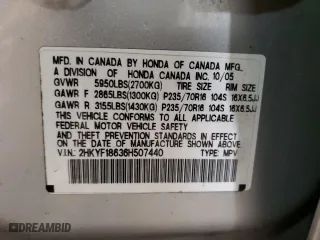 MFD. IN CANADA BY HONDA OF CANADA MFG.,
A DIVISION OF HONDA CANADA INC. 10/05
GVWR 5950LBS(2700KG) TIRE SIZE RIM SIZE
GAWR F 2865LBS(1300KG) P235/70R16 104S 16X6.5JJ
GAWR R 3155LBS(1430KG) P235/70R16 104S 16X6.5JJ
THIS VEHICLE CONFORMS TO ALL APPLICABLE
FEDERAL MOTOR VEHICLE SAFETY
AND THEFT PREVENTION STANDARDS IN EFFECT ON
THE DATE OF MANUFACTURE SHOWN ABOVE.
V.I.N.: 2HKYF18636H507440 TYPE: MPV